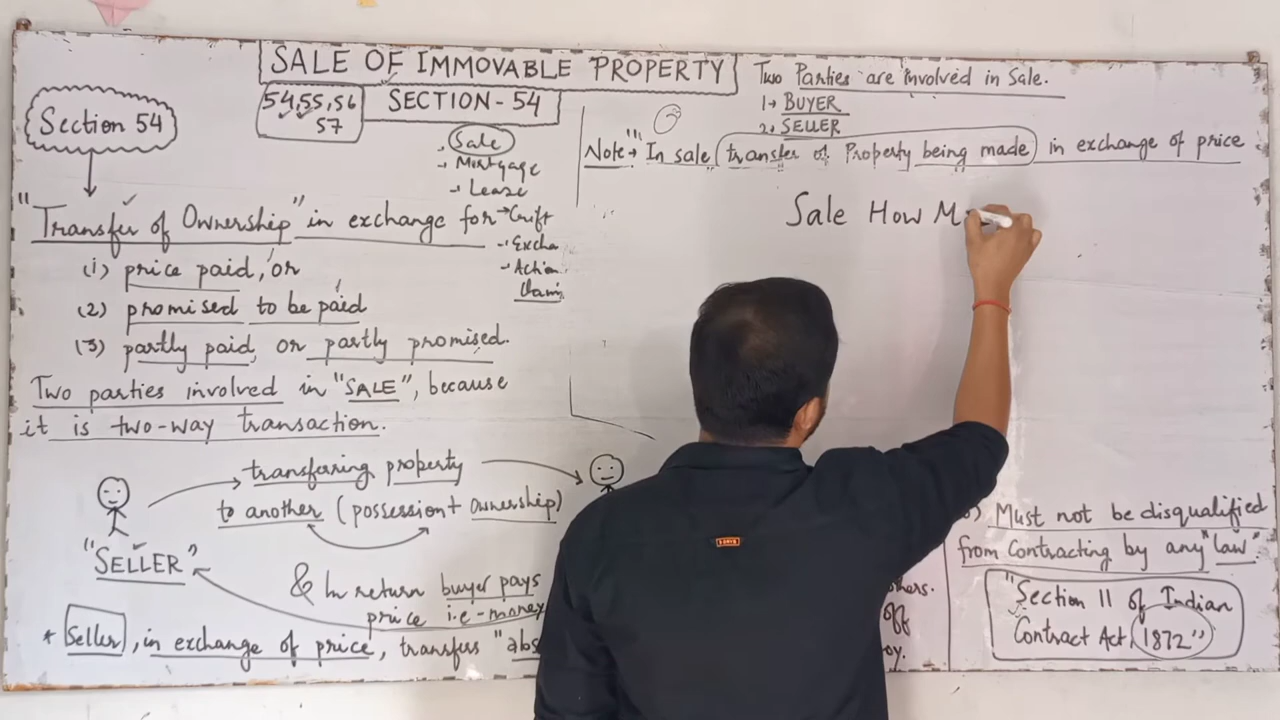 SALE OF IMMOVABLE PROPERTY
54, 55, 56
57
SECTION-54
Section 54
Sale
Mortgage
Lease
"Transfer of Ownership" in exchange for
Exchan
Action
(1) price paid, or
(2) promised to be paid
(3) partly paid, or partly promised.
Two parties involved in "SALE", because
it is two-way transaction.
transferring property
to another (possession + ownership)
"SELLER"
& In return buyer pays
price i.e - money
* Seller, in exchange of price, transfers "abs
Two Parties are involved in Sale.
1→ BUYER
2. SELLER
Note→ In sale transfer of Property being made in exchange of price
Sale How M
Must not be disqualified
from Contracting by any "law".
"Section 11 of Indian
Contract Act, 1872"